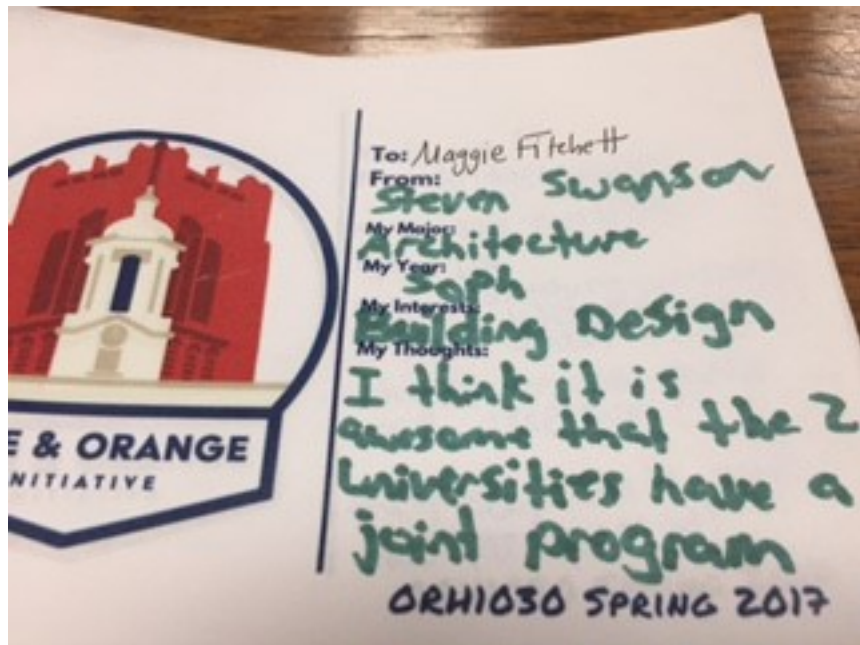 E & ORANGE
NITIATIVE
To: Maggie Fitchett
From:
Steven Swanson
My Major:
Architecture
My Year:
Soph
My Interests:
Building Design
My Thoughts:
I think it is
awesome that the 2
universities have a
joint program
ORH1030 SPRING 2017